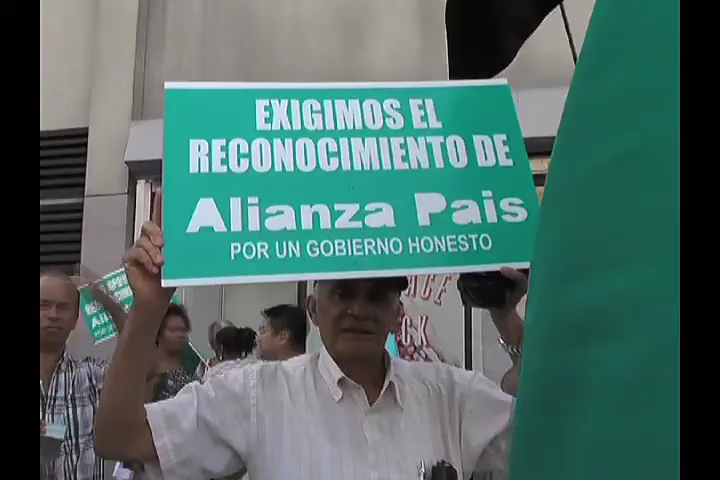 EXIGIMOS EL
RECONOCIMIENTO DE
Alianza Pais
POR UN GOBIERNO HONESTO